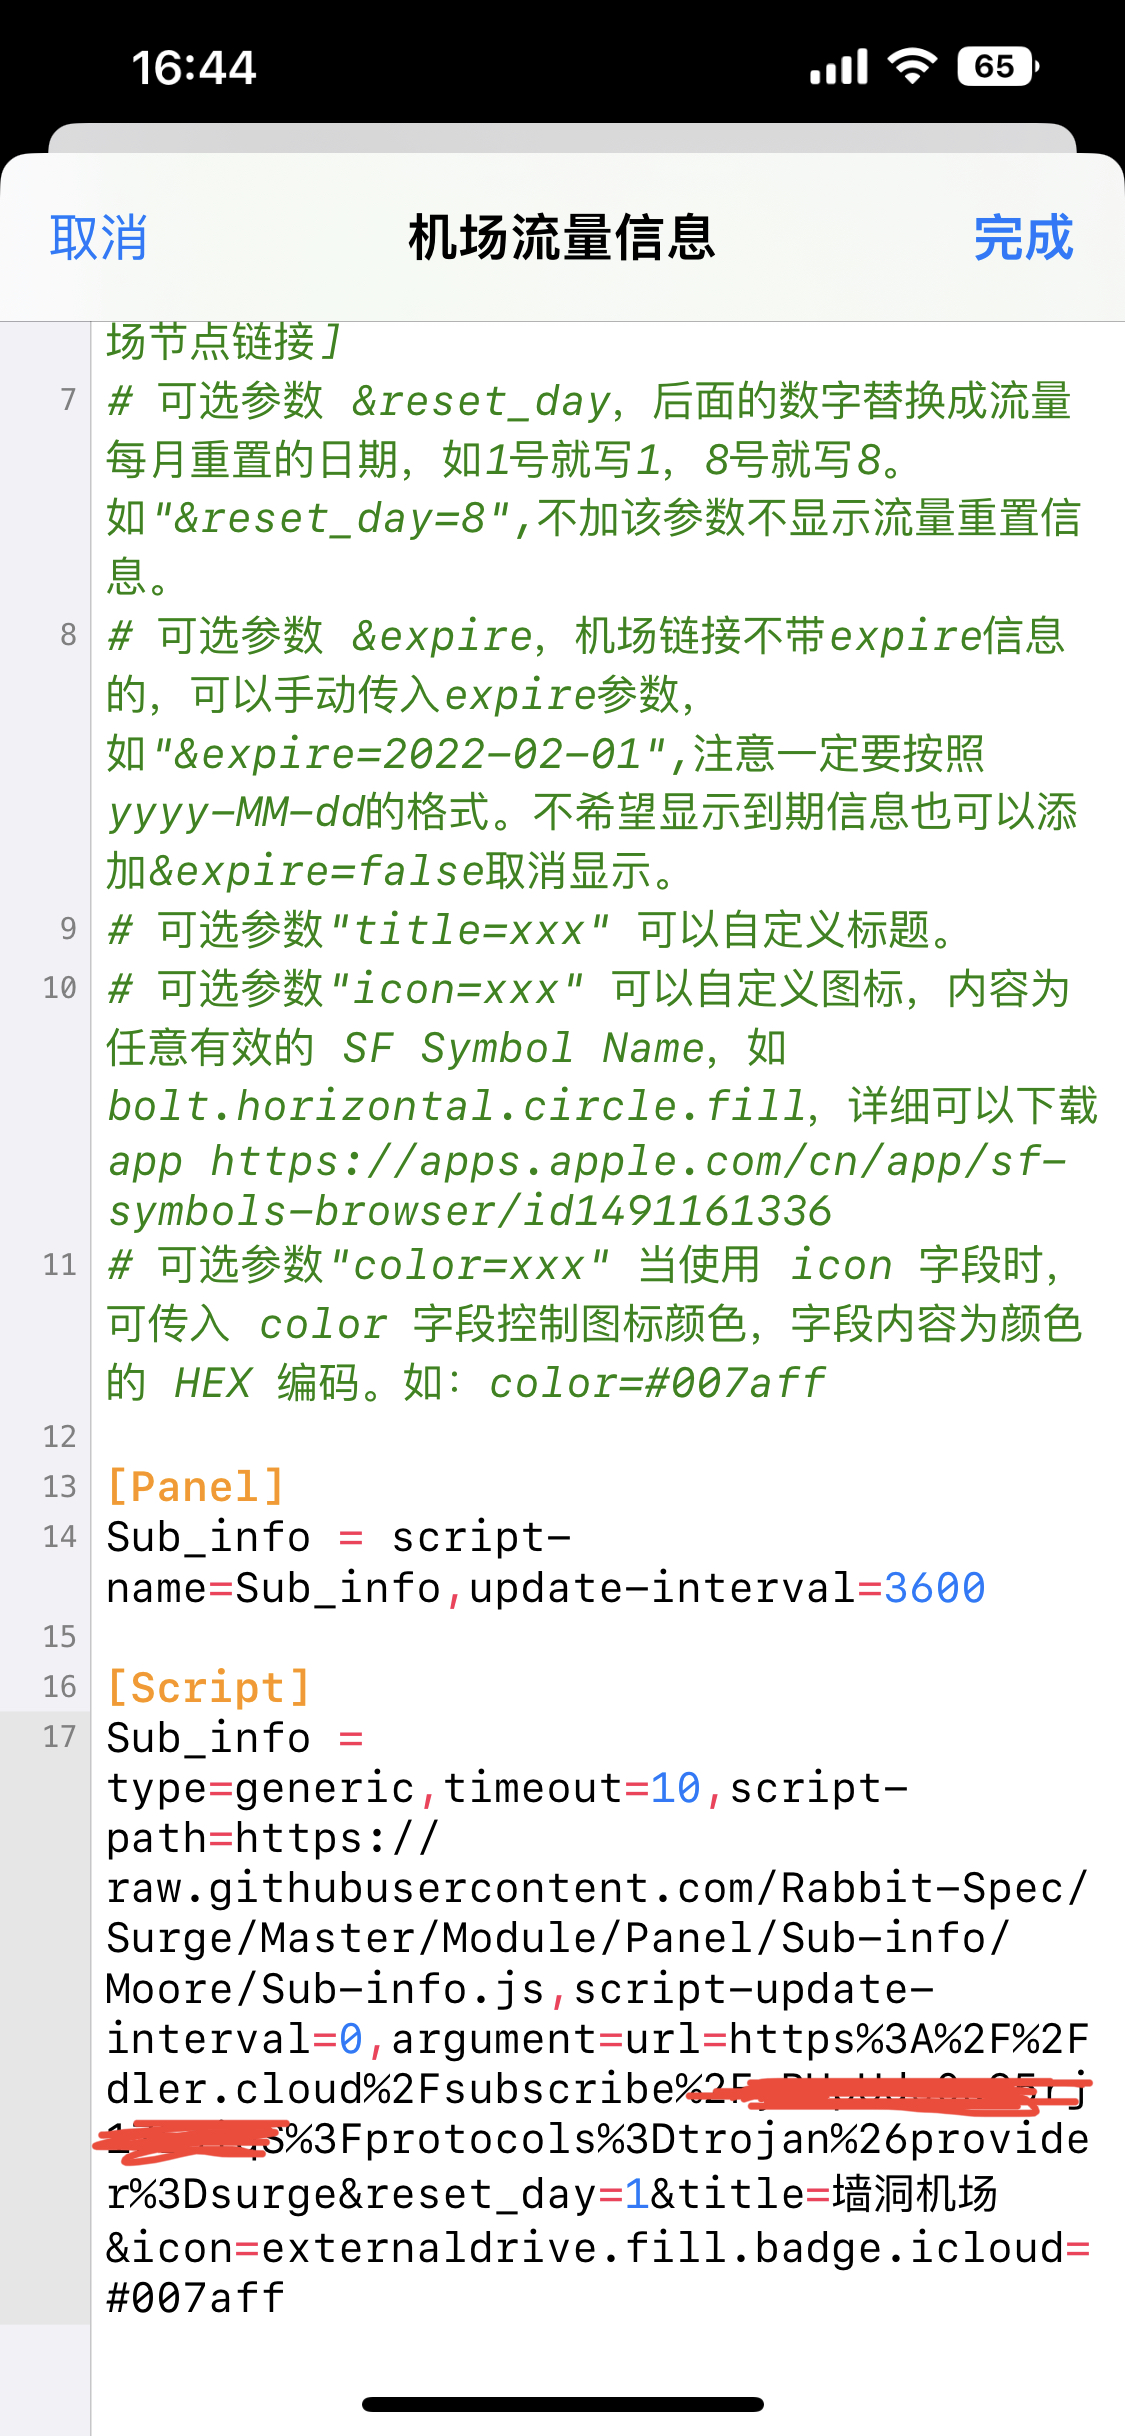 16:44
65
取消
机场流量信息
完成
场节点链接]
7 # 可选参数 &reset_day，后面的数字替换成流量
每月重置的日期，如1号就写1，8号就写8。
如"&reset_day=8",不加该参数不显示流量重置信
息。
8 # 可选参数 &expire，机场链接不带expire信息
的，可以手动传入expire参数，
如"&expire=2022-02-01",注意一定要按照
yyyy-MM-dd的格式。不希望显示到期信息也可以添
加&expire=false取消显示。
9 # 可选参数"title=xxx" 可以自定义标题。
10 # 可选参数"icon=xxx" 可以自定义图标，内容为
任意有效的 SF Symbol Name，如
bolt.horizontal.circle.fill，详细可以下载
app https://apps.apple.com/cn/app/sf-
symbols-browser/id1491161336
11 # 可选参数"color=xxx" 当使用 icon 字段时，
可传入 color 字段控制图标颜色，字段内容为颜色
的 HEX 编码。如：color=#007aff
12
13 [Panel]
14 Sub_info = script-
name=Sub_info,update-interval=3600
15
16 [Script]
17 Sub_info =
type=generic,timeout=10,script-
path=https://
raw.githubusercontent.com/Rabbit-Spec/
Surge/Master/Module/Panel/Sub-info/
Moore/Sub-info.js,script-update-
interval=0,argument=url=https%3A%2F%2F
dler.cloud%2Fsubscribe%2F
%3Fprotocols%3Dtrojan%26provide
r%3Dsurge&reset_day=1&title=墙洞机场
&icon=externaldrive.fill.badge.icloud=
#007aff